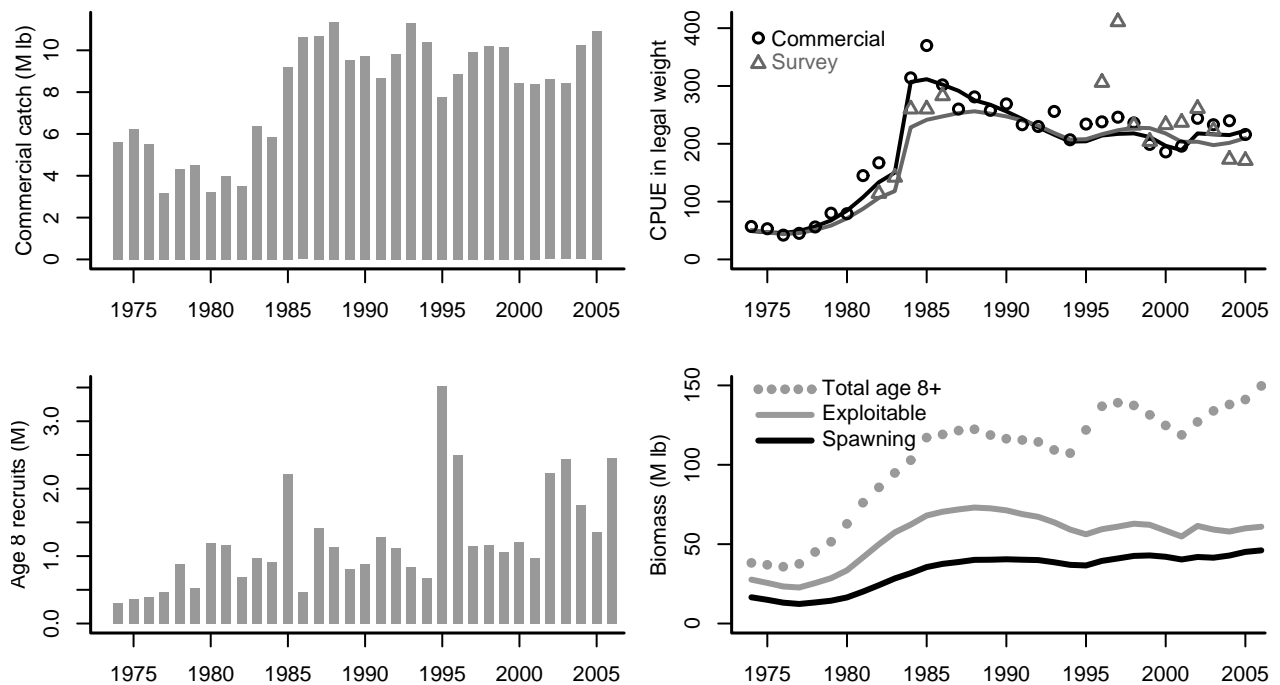 Commercial catch (M lb)
0 2 4 6 8 10
1975 1980 1985 1990 1995 2000 2005
CPUE in legal weight
0 100 200 300 400
Commercial
Survey
1975 1980 1985 1990 1995 2000 2005
Age 8 recruits (M)
0.0 1.0 2.0 3.0
1975 1980 1985 1990 1995 2000 2005
Biomass (M lb)
0 50 100 150
Total age 8+
Exploitable
Spawning
1975 1980 1985 1990 1995 2000 2005